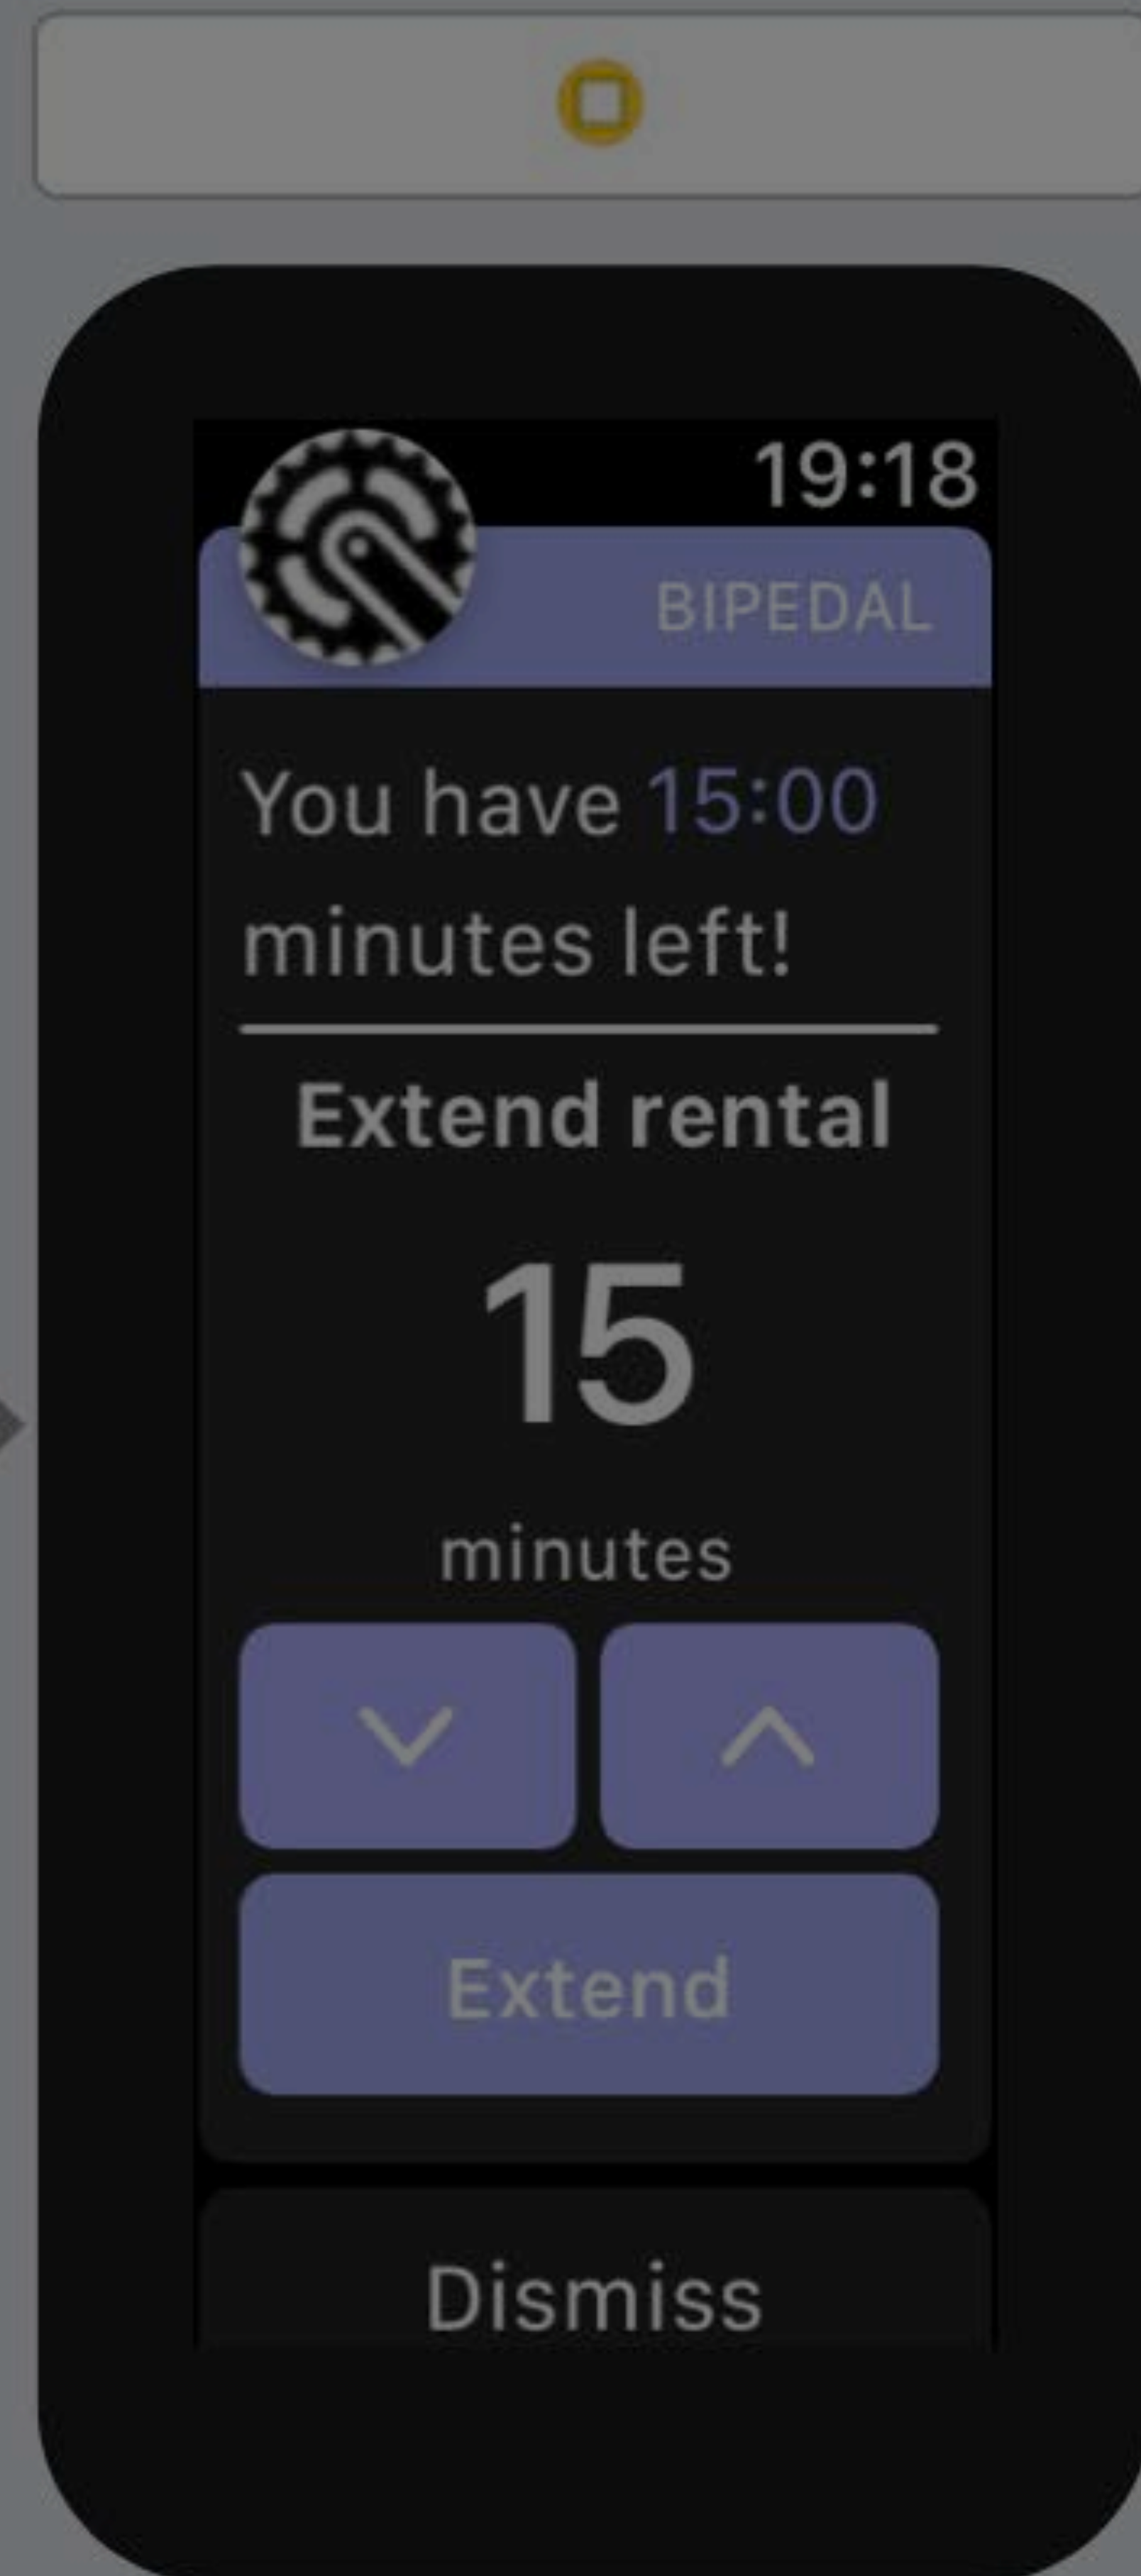 19:18
BIPEDAL
You have 15:00
minutes left!
Extend rental
15
minutes
Extend
Dismiss